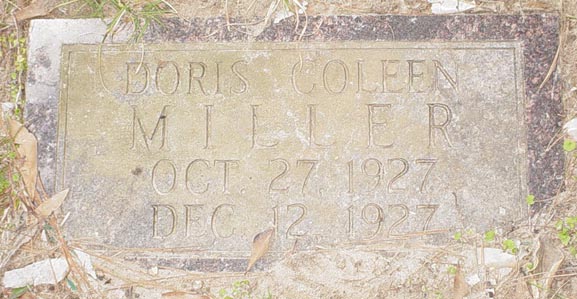 DORIS COLEEN
MILLER
OCT. 27, 1927
DEC. 12, 1927